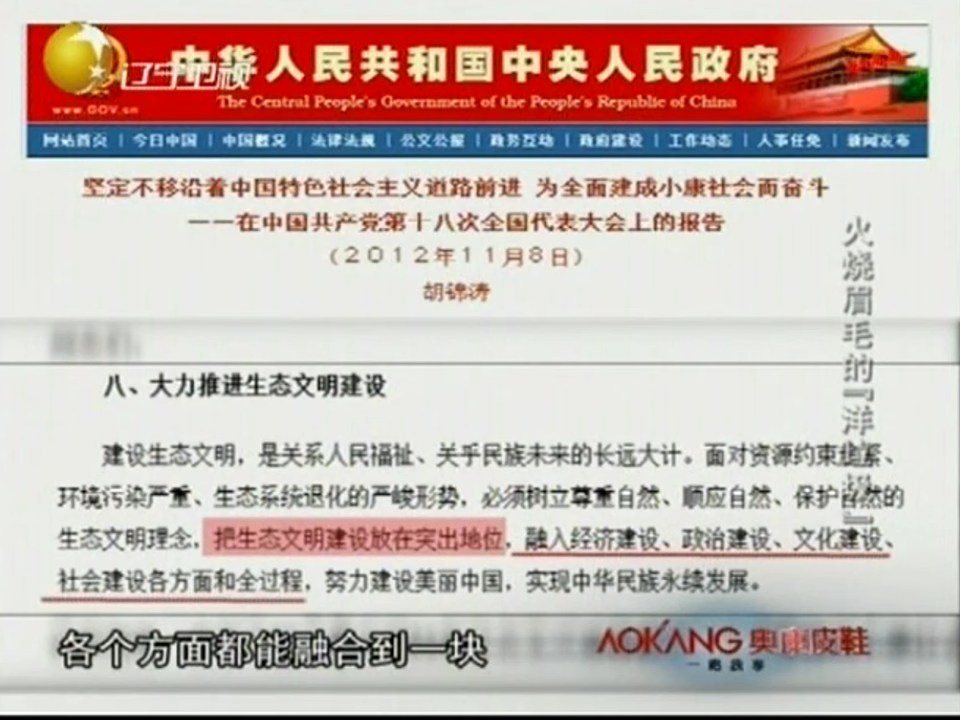 中华人民共和国中央人民政府
辽宁卫视
www.GOV.cn
The Central People's Government of the People's Republic of China
网站首页 | 今日中国 | 中国概况 | 法律法规 | 公文公报 | 政务互动 | 政府建设 | 工作动态 | 人事任免 | 新闻发布
坚定不移沿着中国特色社会主义道路前进 为全面建成小康社会而奋斗
——在中国共产党第十八次全国代表大会上的报告
(2012年11月8日)
胡锦涛
火烧眉毛的『洋垃圾』
八、大力推进生态文明建设
建设生态文明，是关系人民福祉、关乎民族未来的长远大计。面对资源约束趋紧、
环境污染严重、生态系统退化的严峻形势，必须树立尊重自然、顺应自然、保护自然的
生态文明理念，把生态文明建设放在突出地位，融入经济建设、政治建设、文化建设、
社会建设各方面和全过程，努力建设美丽中国，实现中华民族永续发展。
各个方面都能融合到一块
AOKANG 奥康皮鞋